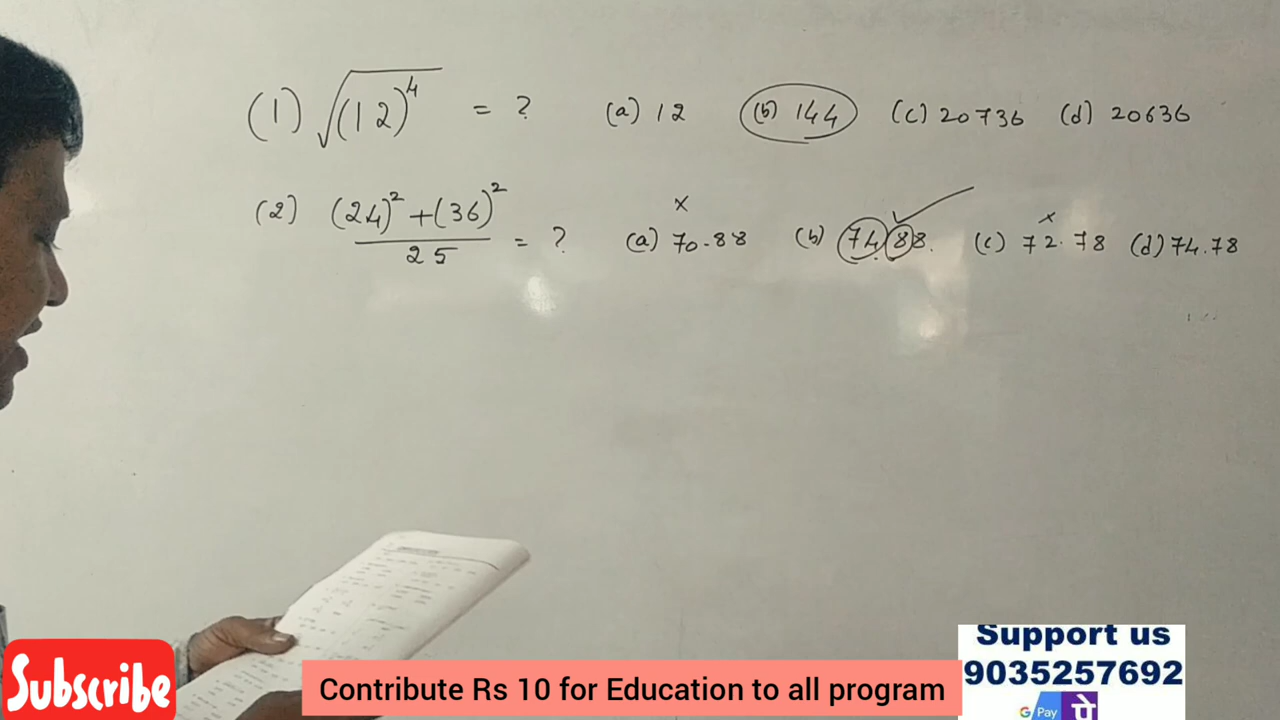 (1) √(12)⁴ = ? (a) 12 (b) 144 (c) 20736 (d) 20636
(2) (24)² + (36)² / 25 = ? (a) 70.88 (b) 74.88. (c) 72.78 (d) 74.78
Subscribe
Contribute Rs 10 for Education to all program
Support us
9035257692
G Pay पे